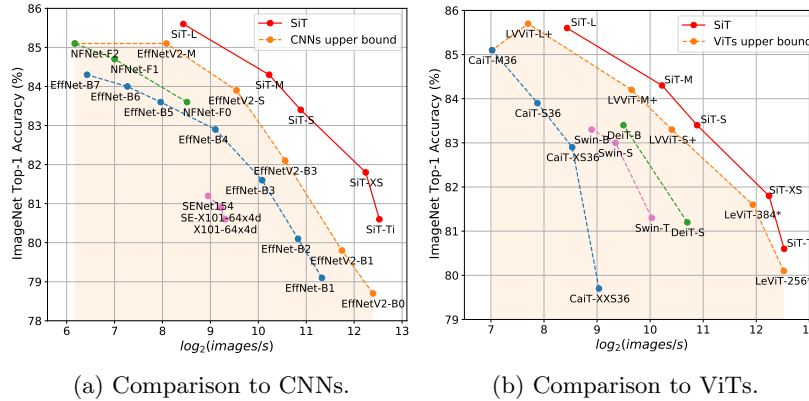 86
85
84
83
82
81
80
79
78
ImageNet Top-1 Accuracy (%)
SiT
CNNs upper bound
SiT-L
NFNet-F2
EffNetV2-M
NFNet-F1
EffNet-B7
SiT-M
EffNet-B6
EffNetV2-S
EffNet-B5
NFNet-F0
SiT-S
EffNet-B4
EffNetV2-B3
EffNet-B3
SiT-XS
SENet154
SE-X101-64x4d
X101-64x4d
SiT-Ti
EffNet-B2
EffNetV2-B1
EffNet-B1
EffNetV2-B0
6 7 8 9 10 11 12 13
log2(images/s)
(a) Comparison to CNNs.
86
85
84
83
82
81
80
79
ImageNet Top-1 Accuracy (%)
SiT
ViTs upper bound
LVViT-L+
SiT-L
CaiT-M36
SiT-M
LVViT-M+
CaiT-S36
SiT-S
DeiT-B
Swin-B
LVViT-S+
CaiT-XS36
Swin-S
SiT-XS
LeViT-384*
Swin-T
DeiT-S
SiT-T
LeViT-256*
CaiT-XXS36
7 8 9 10 11 12
log2(images/s)
(b) Comparison to ViTs.